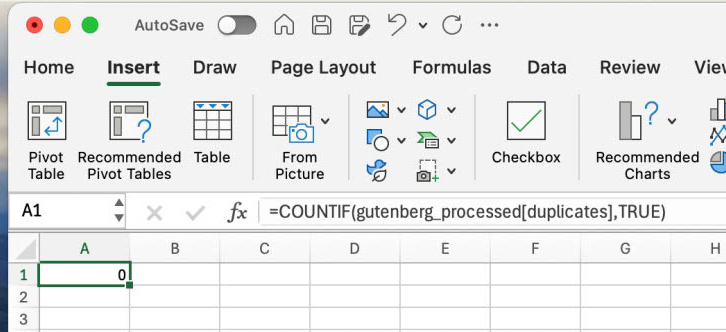 AutoSave
Home Insert Draw Page Layout Formulas Data Review
Pivot Table
Recommended Pivot Tables
Table
From Picture
Checkbox
Recommended Charts
A1 fx =COUNTIF(gutenberg_processed[duplicates],TRUE)
A B C D E F G H
1 0
2
3